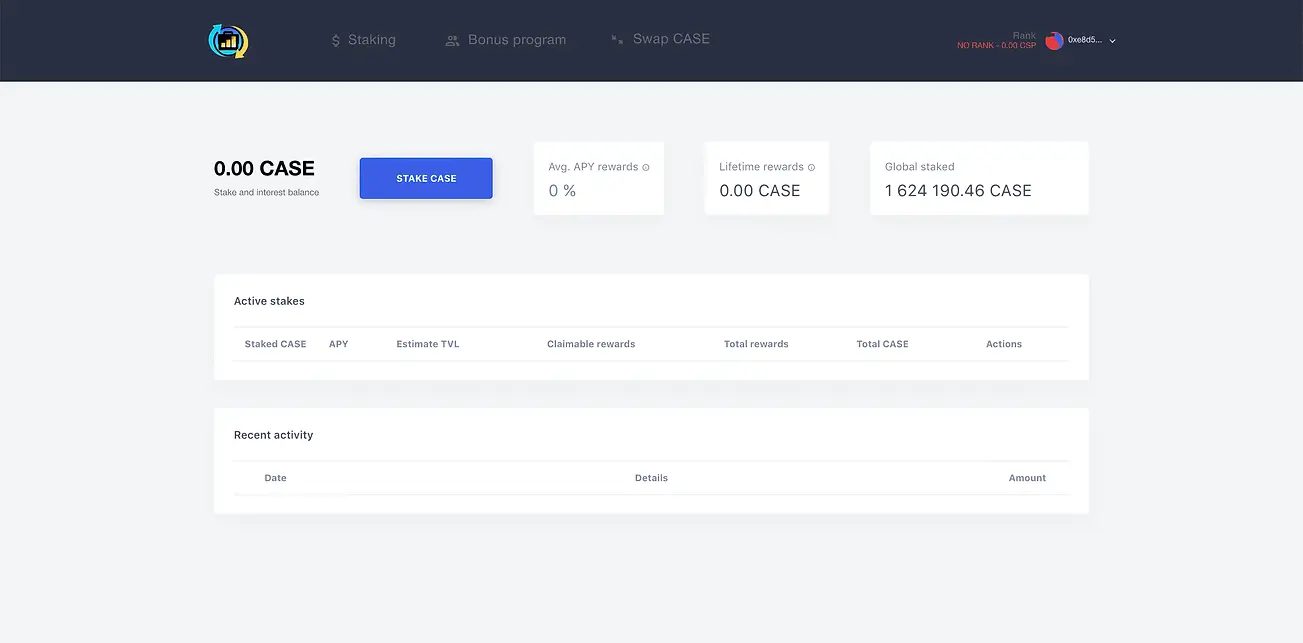 Staking
Bonus program
Swap CASE
Rank
NO RANK - 0.00 CSP
0xe8d5...
0.00 CASE
Stake and interest balance
STAKE CASE
Avg. APY rewards
0 %
Lifetime rewards
0.00 CASE
Global staked
1 624 190.46 CASE
Active stakes
Staked CASE APY Estimate TVL Claimable rewards Total rewards Total CASE Actions
Recent activity
Date Details Amount